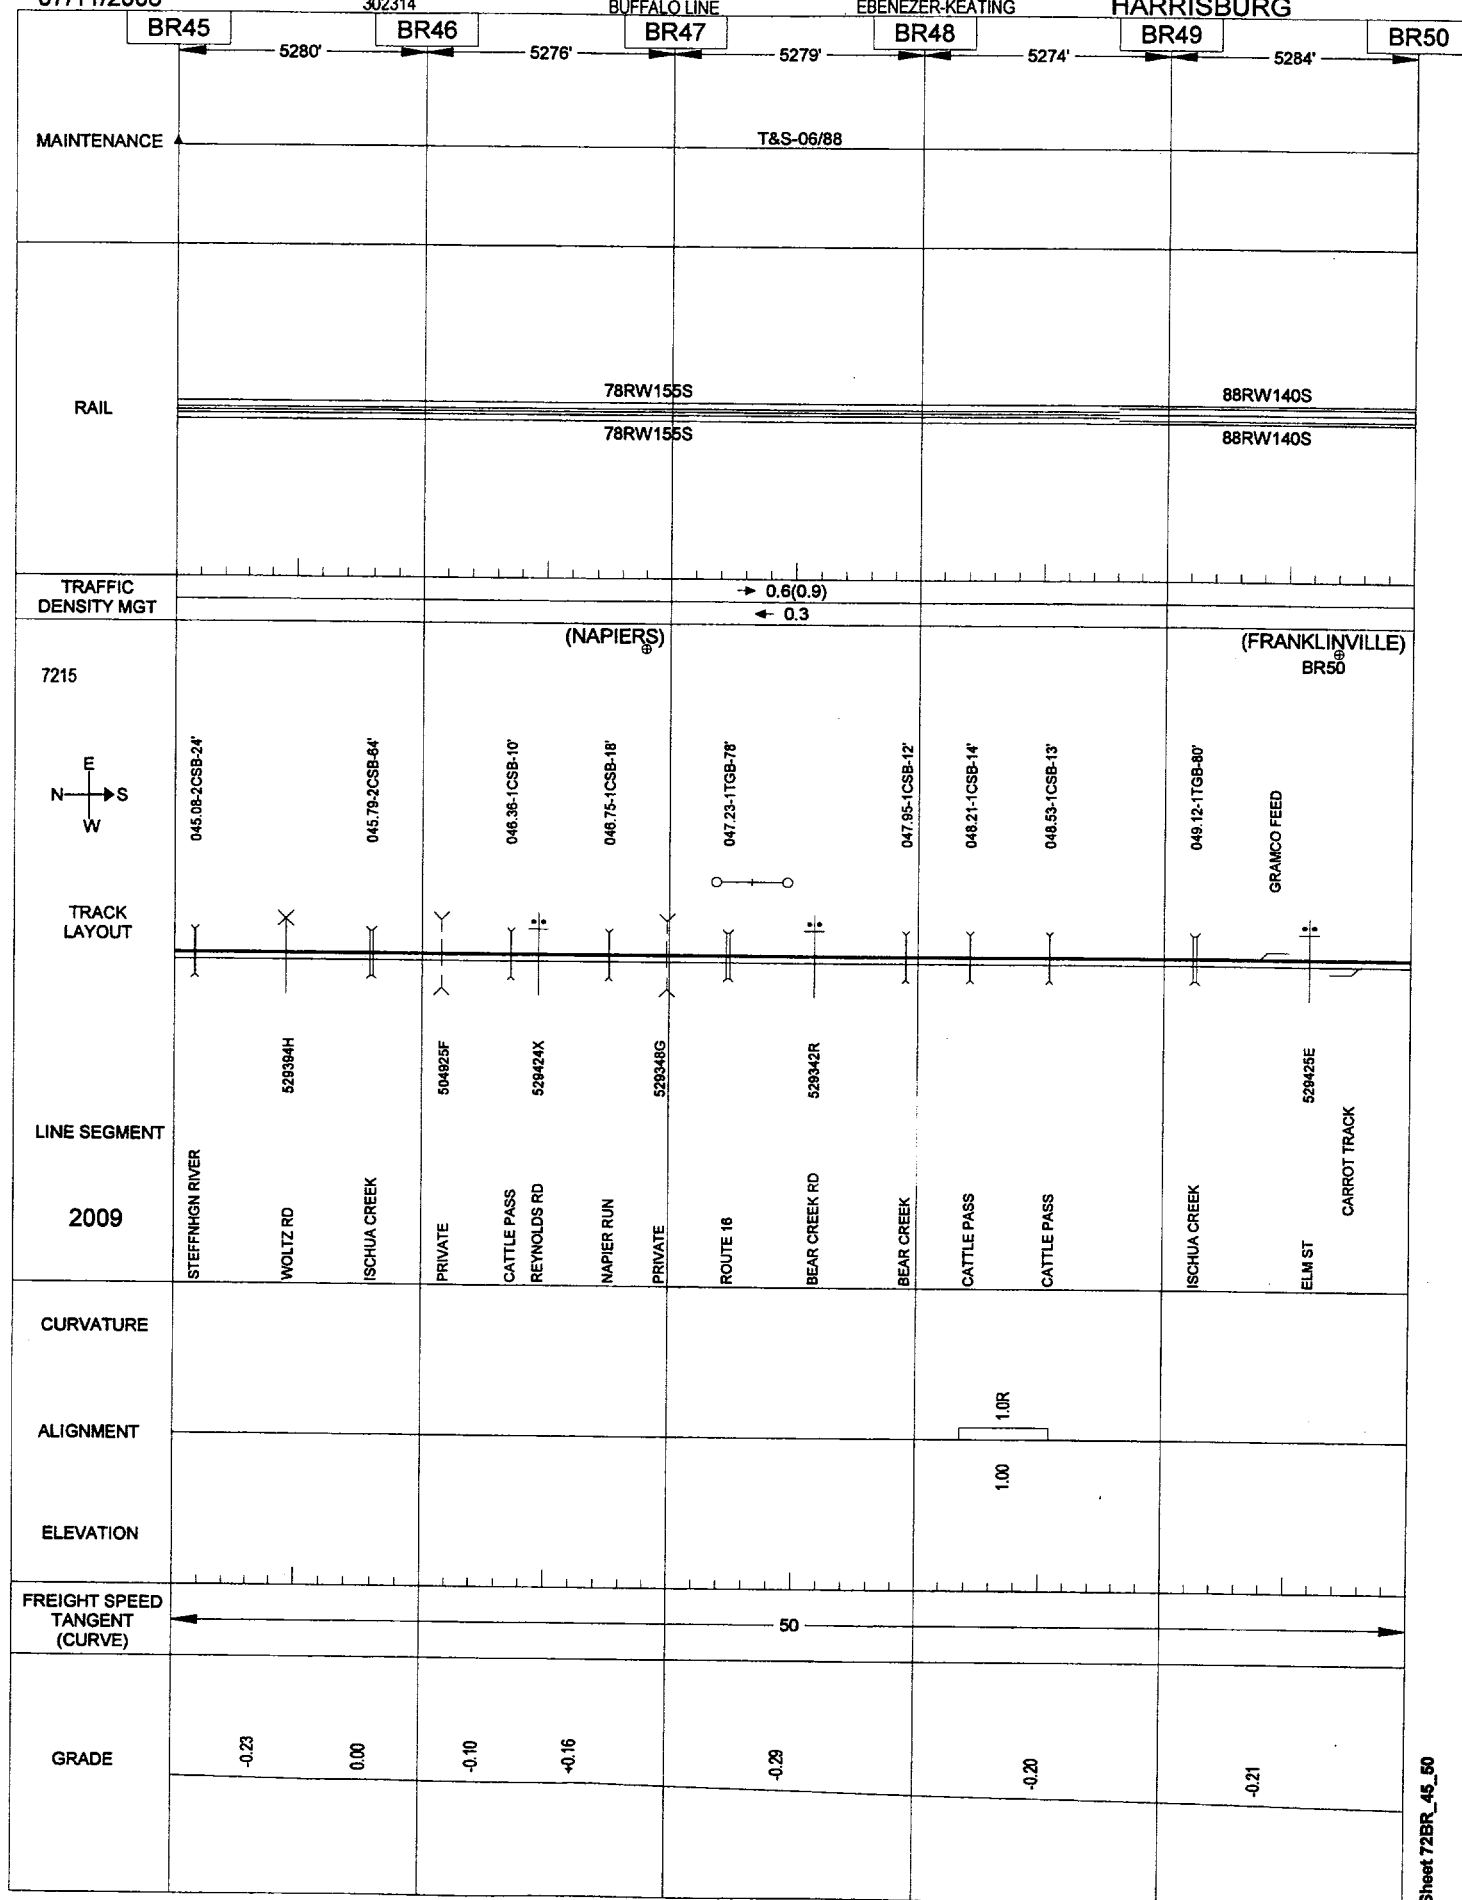 302314
BUFFALO LINE
EBENEZER-KEATING
HARRISBURG
BR45
BR46
BR47
BR48
BR49
BR50
5280'
5276'
5279'
5274'
5284'
MAINTENANCE
T&S-06/88
RAIL
78RW155S
88RW140S
78RW155S
88RW140S
TRAFFIC
DENSITY MGT
→ 0.6(0.9)
← 0.3
(NAPIERS)
(FRANKLINVILLE)
BR50
7215
E
N
S
W
045.08-2CSB-24'
045.79-2CSB-64'
046.36-1CSB-10'
046.75-1CSB-18'
047.23-1TGB-78'
047.95-1CSB-12'
048.21-1CSB-14'
048.53-1CSB-13'
049.12-1TGB-80'
GRAMCO FEED
TRACK
LAYOUT
529394H
504925F
529424X
529348G
529342R
529425E
LINE SEGMENT
2009
STEFFNHGN RIVER
WOLTZ RD
ISCHUA CREEK
PRIVATE
CATTLE PASS
REYNOLDS RD
NAPIER RUN
PRIVATE
ROUTE 16
BEAR CREEK RD
BEAR CREEK
CATTLE PASS
CATTLE PASS
ISCHUA CREEK
ELM ST
CARROT TRACK
CURVATURE
ALIGNMENT
1.0R
1.00
ELEVATION
FREIGHT SPEED
TANGENT
(CURVE)
50
GRADE
-0.23
0.00
-0.10
+0.16
-0.29
-0.20
-0.21
Sheet 72BR_45_50